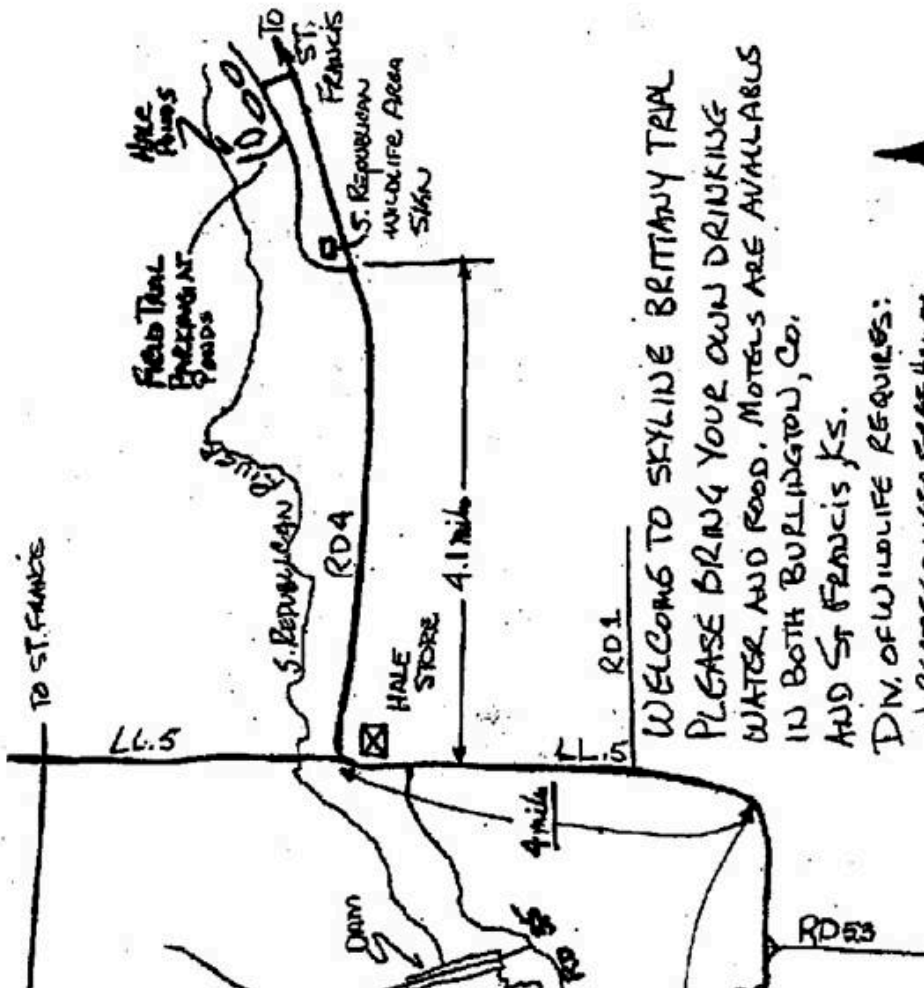 TO ST. FRANCIS
LL.5
S. REPUBLICAN
RD4
HALE
STORE
4.1 mile
HALE
PONDS
FIELD TRIAL
PARKING AT
PONDS
TO
ST.
FRANCIS
S. REPUBLICAN
WILDLIFE AREA
SIGN
4 mile
LL.5
RD1
DAM
RD
RD53
WELCOME TO SKYLINE BRITTANY TRIAL
PLEASE BRING YOUR OWN DRINKING
WATER AND FOOD. MOTELS ARE AVAILABLE
IN BOTH BURLINGTON, CO.
AND ST FRANCIS, KS.
DIV. OF WILDLIFE REQUIRES: